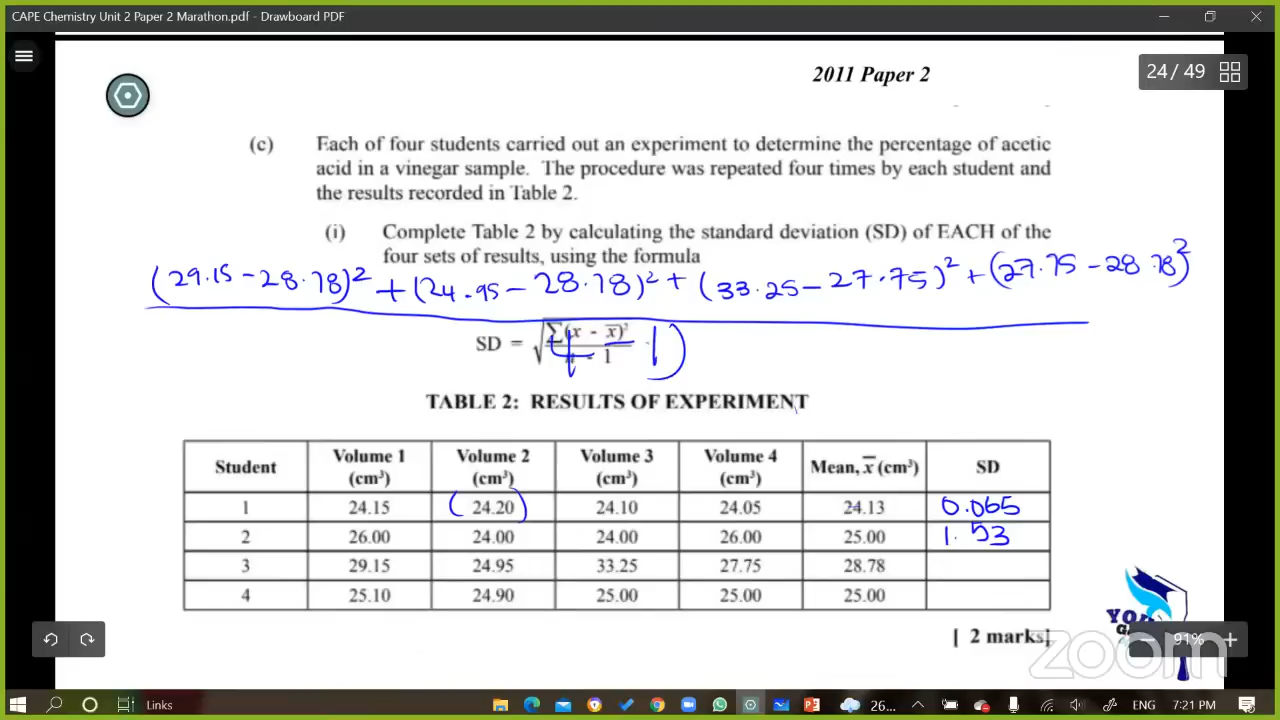 CAPE Chemistry Unit 2 Paper 2 Marathon.pdf - Drawboard PDF
2011 Paper 2
24 / 49
(c) Each of four students carried out an experiment to determine the percentage of acetic
acid in a vinegar sample. The procedure was repeated four times by each student and
the results recorded in Table 2.
(i) Complete Table 2 by calculating the standard deviation (SD) of EACH of the
four sets of results, using the formula
(29.15 - 28.78)² + (24.95 - 28.78)² + (33.25 - 27.75)² + (27.75 - 28.78)²
(4 - 1)
SD = √ Σ(x - x̄)² / n - 1
TABLE 2: RESULTS OF EXPERIMENT
Student Volume 1 (cm³) Volume 2 (cm³) Volume 3 (cm³) Volume 4 (cm³) Mean, x̄ (cm³) SD
1 24.15 (24.20) 24.10 24.05 24.13 0.065
2 26.00 24.00 24.00 26.00 25.00 1.53
3 29.15 24.95 33.25 27.75 28.78
4 25.10 24.90 25.00 25.00 25.00
[ 2 marks]
91%
zoom
Links
26...
ENG
7:21 PM